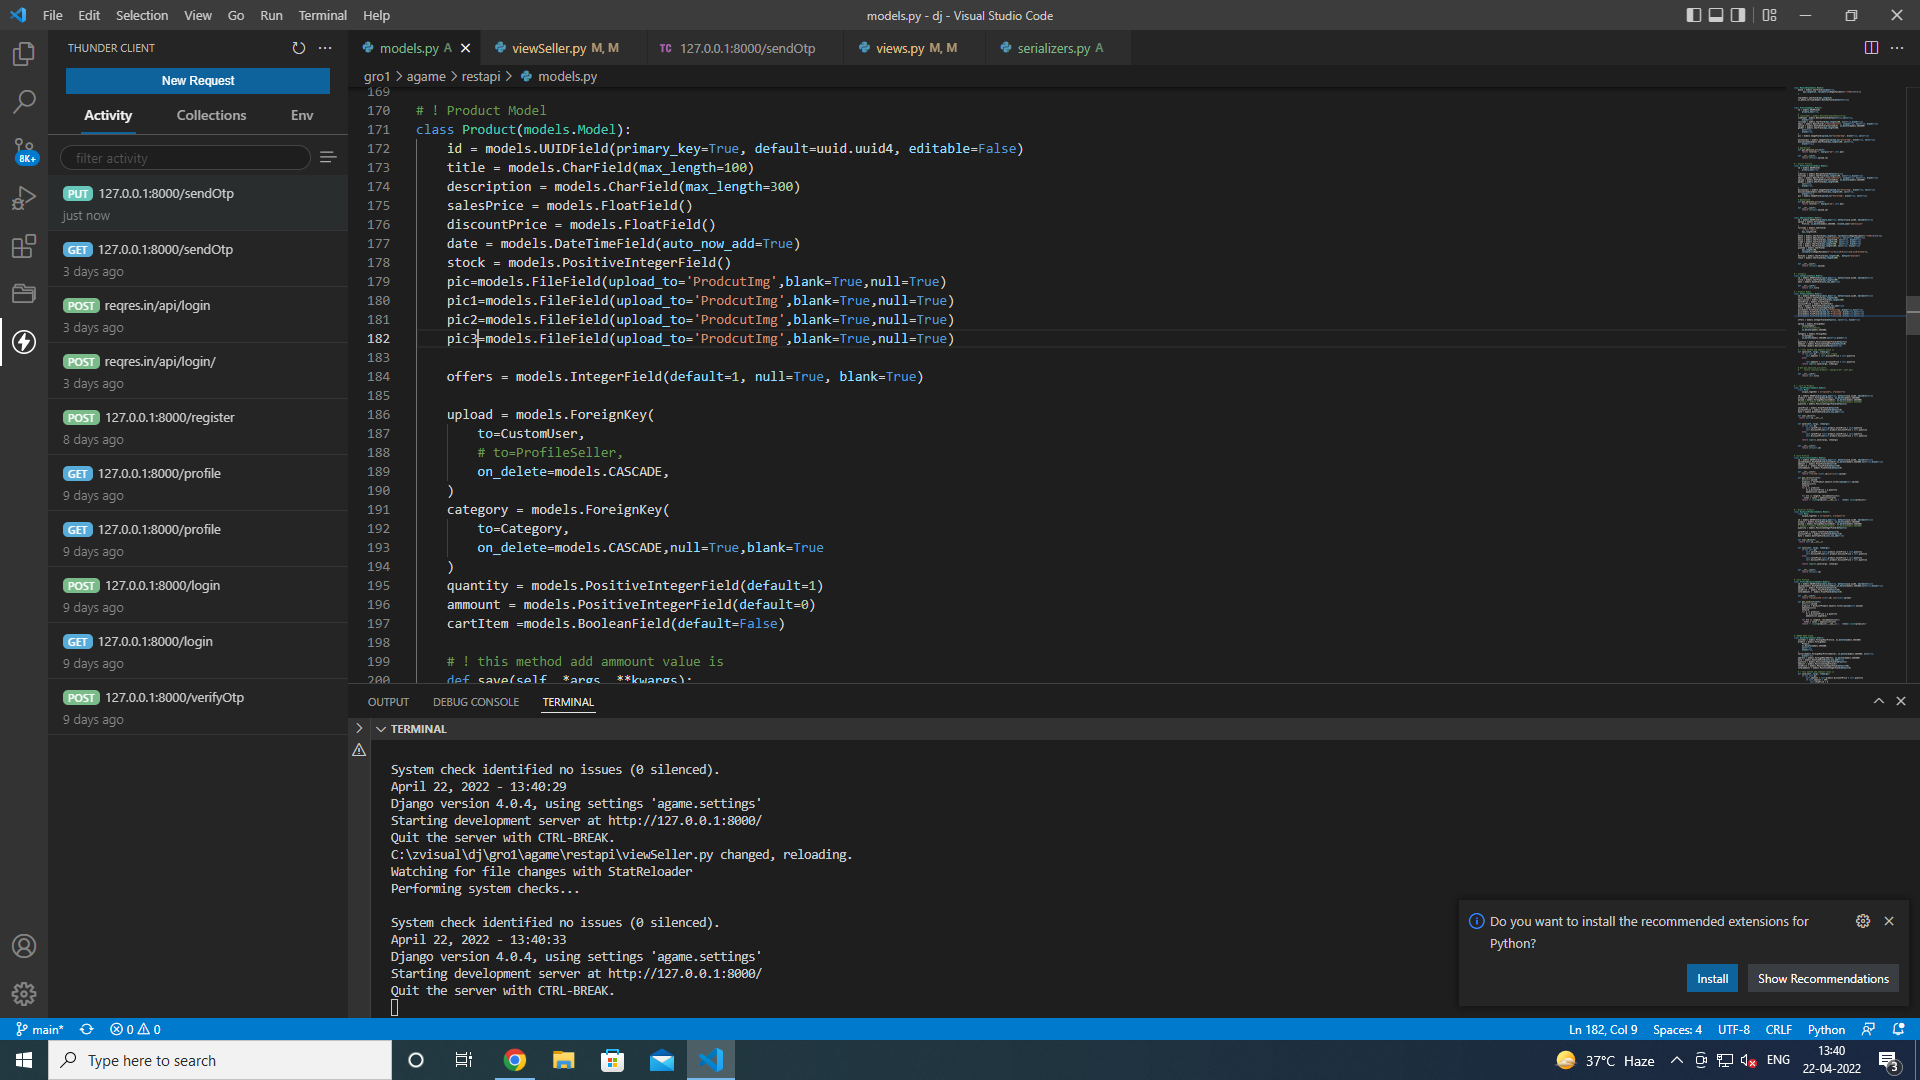 File Edit Selection View Go Run Terminal Help
models.py - dj - Visual Studio Code
THUNDER CLIENT
New Request
Activity Collections Env
filter activity
PUT 127.0.0.1:8000/sendOtp
just now
GET 127.0.0.1:8000/sendOtp
3 days ago
POST reqres.in/api/login
3 days ago
POST reqres.in/api/login/
3 days ago
POST 127.0.0.1:8000/register
8 days ago
GET 127.0.0.1:8000/profile
9 days ago
GET 127.0.0.1:8000/profile
9 days ago
POST 127.0.0.1:8000/login
9 days ago
GET 127.0.0.1:8000/login
9 days ago
POST 127.0.0.1:8000/verifyOtp
9 days ago
8K+
models.py A viewSeller.py M, M TC 127.0.0.1:8000/sendOtp views.py M, M serializers.py A
gro1 > agame > restapi > models.py
169
170 # ! Product Model
171 class Product(models.Model):
172 id = models.UUIDField(primary_key=True, default=uuid.uuid4, editable=False)
173 title = models.CharField(max_length=100)
174 description = models.CharField(max_length=300)
175 salesPrice = models.FloatField()
176 discountPrice = models.FloatField()
177 date = models.DateTimeField(auto_now_add=True)
178 stock = models.PositiveIntegerField()
179 pic=models.FileField(upload_to='ProdcutImg',blank=True,null=True)
180 pic1=models.FileField(upload_to='ProdcutImg',blank=True,null=True)
181 pic2=models.FileField(upload_to='ProdcutImg',blank=True,null=True)
182 pic3=models.FileField(upload_to='ProdcutImg',blank=True,null=True)
183
184 offers = models.IntegerField(default=1, null=True, blank=True)
185
186 upload = models.ForeignKey(
187 to=CustomUser,
188 # to=ProfileSeller,
189 on_delete=models.CASCADE,
190 )
191 category = models.ForeignKey(
192 to=Category,
193 on_delete=models.CASCADE,null=True,blank=True
194 )
195 quantity = models.PositiveIntegerField(default=1)
196 ammount = models.PositiveIntegerField(default=0)
197 cartItem =models.BooleanField(default=False)
198
199 # ! this method add ammount value is
200 def save(self, *args, **kwargs):
OUTPUT DEBUG CONSOLE TERMINAL
TERMINAL
System check identified no issues (0 silenced).
April 22, 2022 - 13:40:29
Django version 4.0.4, using settings 'agame.settings'
Starting development server at http://127.0.0.1:8000/
Quit the server with CTRL-BREAK.
C:\zvisual\dj\gro1\agame\restapi\viewSeller.py changed, reloading.
Watching for file changes with StatReloader
Performing system checks...
System check identified no issues (0 silenced).
April 22, 2022 - 13:40:33
Django version 4.0.4, using settings 'agame.settings'
Starting development server at http://127.0.0.1:8000/
Quit the server with CTRL-BREAK.
Do you want to install the recommended extensions for
Python?
Install Show Recommendations
main* 0 0
Ln 182, Col 9 Spaces: 4 UTF-8 CRLF Python
Type here to search
37°C Haze ENG
13:40
22-04-2022
3